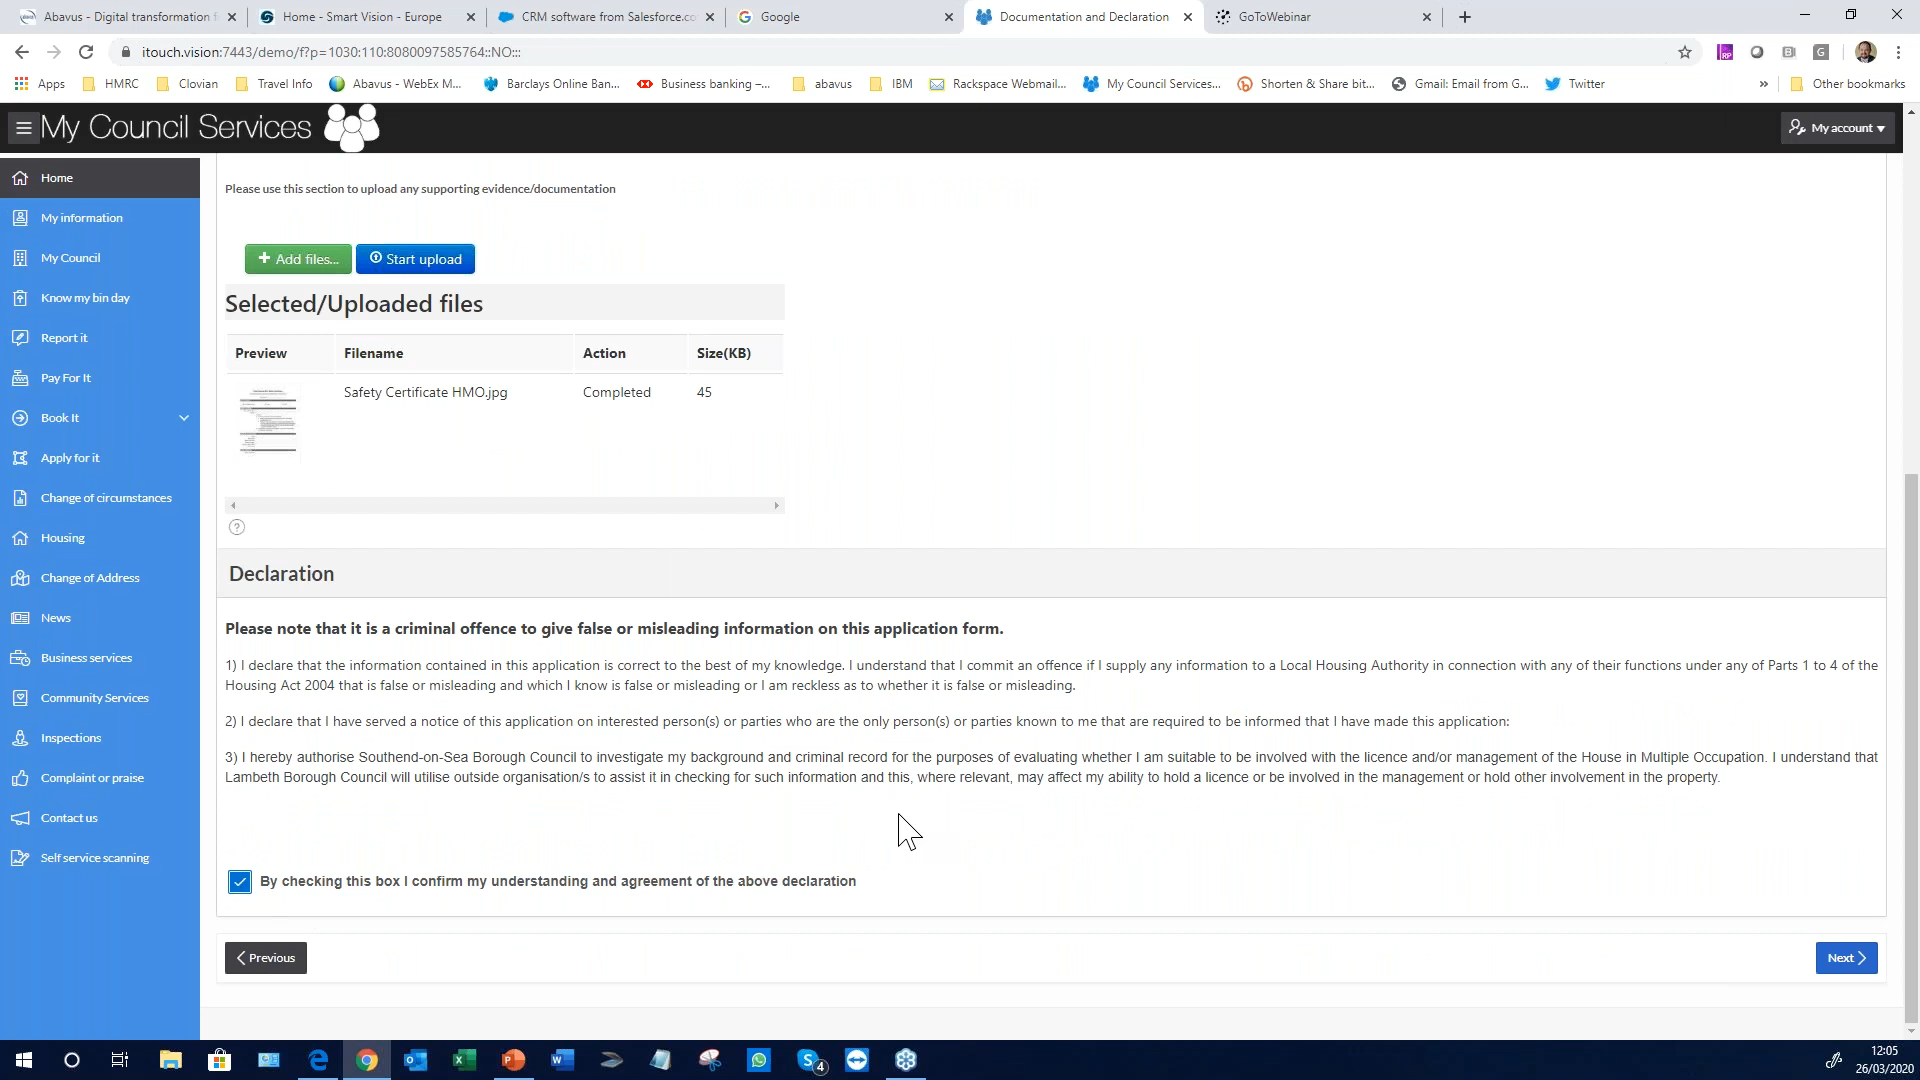 Abavus - Digital transformation f
Home - Smart Vision - Europe
CRM software from Salesforce.co
Google
Documentation and Declaration
GoToWebinar
itouch.vision:7443/demo/f?p=1030:110:8080097585764::NO:::
Apps
HMRC
Clovian
Travel Info
Abavus - WebEx M...
Barclays Online Ban...
Business banking –...
abavus
IBM
Rackspace Webmail...
My Council Services...
Shorten & Share bit...
Gmail: Email from G...
Twitter
»
Other bookmarks
My Council Services
My account
Home
My information
My Council
Know my bin day
Report it
Pay For It
Book It
Apply for it
Change of circumstances
Housing
Change of Address
News
Business services
Community Services
Inspections
Complaint or praise
Contact us
Self service scanning
Please use this section to upload any supporting evidence/documentation
+ Add files...
Start upload
Selected/Uploaded files
Preview Filename Action Size(KB)
Safety Certificate HMO.jpg Completed 45
?
Declaration
Please note that it is a criminal offence to give false or misleading information on this application form.
1) I declare that the information contained in this application is correct to the best of my knowledge. I understand that I commit an offence if I supply any information to a Local Housing Authority in connection with any of their functions under any of Parts 1 to 4 of the
Housing Act 2004 that is false or misleading and which I know is false or misleading or I am reckless as to whether it is false or misleading.
2) I declare that I have served a notice of this application on interested person(s) or parties who are the only person(s) or parties known to me that are required to be informed that I have made this application:
3) I hereby authorise Southend-on-Sea Borough Council to investigate my background and criminal record for the purposes of evaluating whether I am suitable to be involved with the licence and/or management of the House in Multiple Occupation. I understand that
Lambeth Borough Council will utilise outside organisation/s to assist it in checking for such information and this, where relevant, may affect my ability to hold a licence or be involved in the management or hold other involvement in the property.
By checking this box I confirm my understanding and agreement of the above declaration
Previous
Next
12:05
26/03/2020